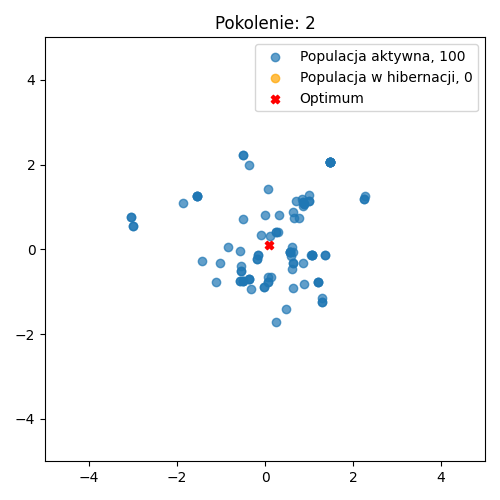 Pokolenie: 2
Populacja aktywna, 100
Populacja w hibernacji, 0
Optimum
4
2
0
−2
−4
−4 −2 0 2 4